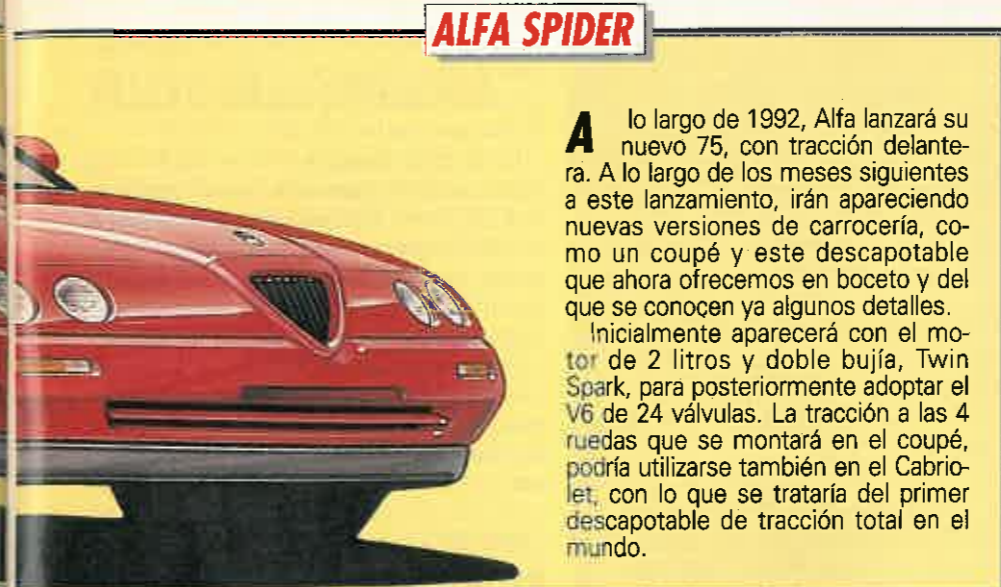 ALFA SPIDER
A lo largo de 1992, Alfa lanzará su
nuevo 75, con tracción delante-
ra. A lo largo de los meses siguientes
a este lanzamiento, irán apareciendo
nuevas versiones de carrocería, co-
mo un coupé y este descapotable
que ahora ofrecemos en boceto y del
que se conocen ya algunos detalles.
Inicialmente aparecerá con el mo-
tor de 2 litros y doble bujía, Twin
Spark, para posteriormente adoptar el
V6 de 24 válvulas. La tracción a las 4
ruedas que se montará en el coupé,
podría utilizarse también en el Cabrio-
let, con lo que se trataría del primer
descapotable de tracción total en el
mundo.